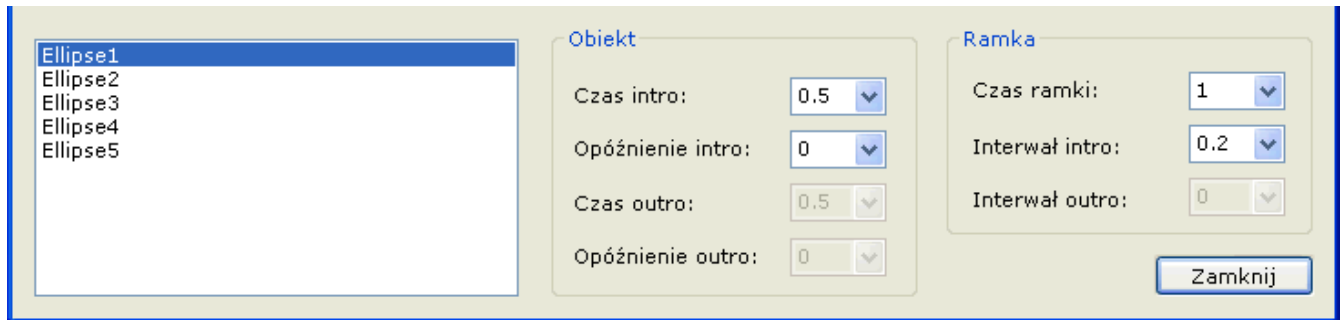 Ellipse1
Ellipse2
Ellipse3
Ellipse4
Ellipse5
Obiekt
Czas intro: 0.5
Opóźnienie intro: 0
Czas outro: 0.5
Opóźnienie outro: 0
Ramka
Czas ramki: 1
Interwał intro: 0.2
Interwał outro: 0
Zamknij